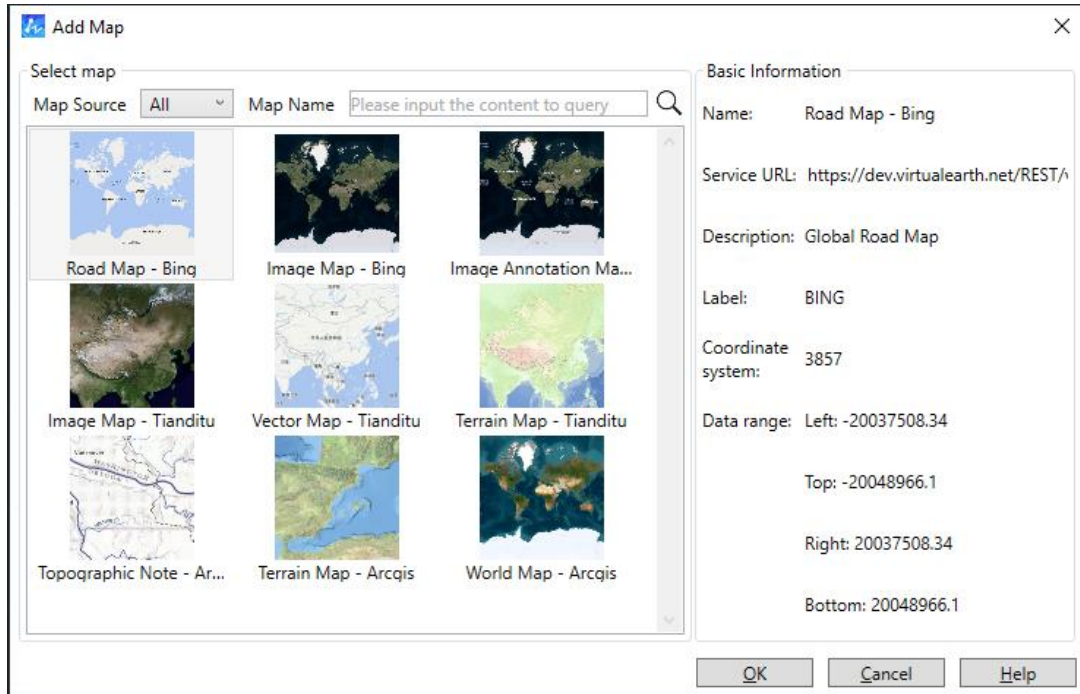 Add Map
Select map
Map Source All Map Name Please input the content to query
Road Map - Bing
Image Map - Bing
Image Annotation Ma...
Image Map - Tianditu
Vector Map - Tianditu
Terrain Map - Tianditu
Vancouver
WASHINGTON
OREGON
Topographic Note - Ar...
Terrain Map - Arcgis
World Map - Arcgis
Basic Information
Name: Road Map - Bing
Service URL: https://dev.virtualearth.net/REST/
Description: Global Road Map
Label: BING
Coordinate
system: 3857
Data range: Left: -20037508.34
Top: -20048966.1
Right: 20037508.34
Bottom: 20048966.1
OK Cancel Help